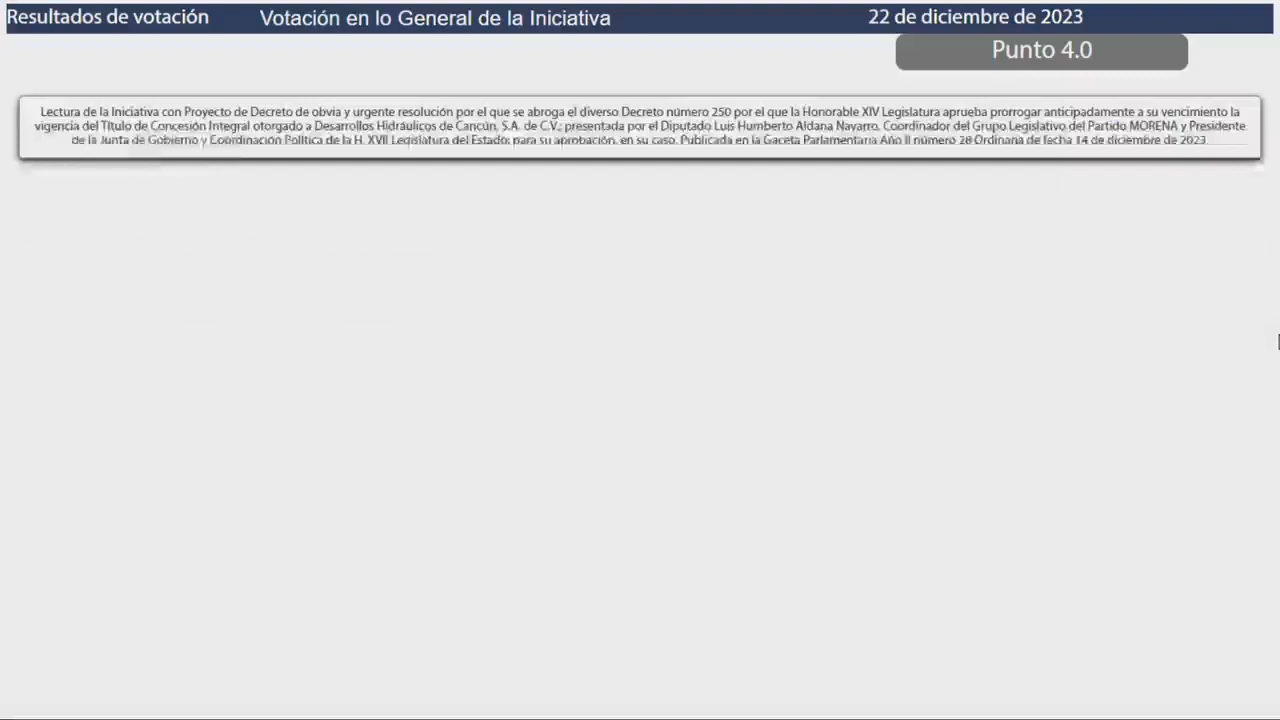 Resultados de votación Votación en lo General de la Iniciativa 22 de diciembre de 2023
Punto 4.0
Lectura de la Iniciativa con Proyecto de Decreto de obvia y urgente resolución por el que se abroga el diverso Decreto número 250 por el que la Honorable XIV Legislatura aprueba prorrogar anticipadamente a su vencimiento la
vigencia del Título de Concesión Integral otorgado a Desarrollos Hidráulicos de Cancún, S.A. de C.V.; presentada por el Diputado Luis Humberto Aldana Navarro, Coordinador del Grupo Legislativo del Partido MORENA y Presidente
de la Junta de Gobierno y Coordinación Política de la H. XVII Legislatura del Estado; para su aprobación, en su caso. Publicada en la Gaceta Parlamentaria Año II número 28 Ordinaria de fecha 14 de diciembre de 2023.